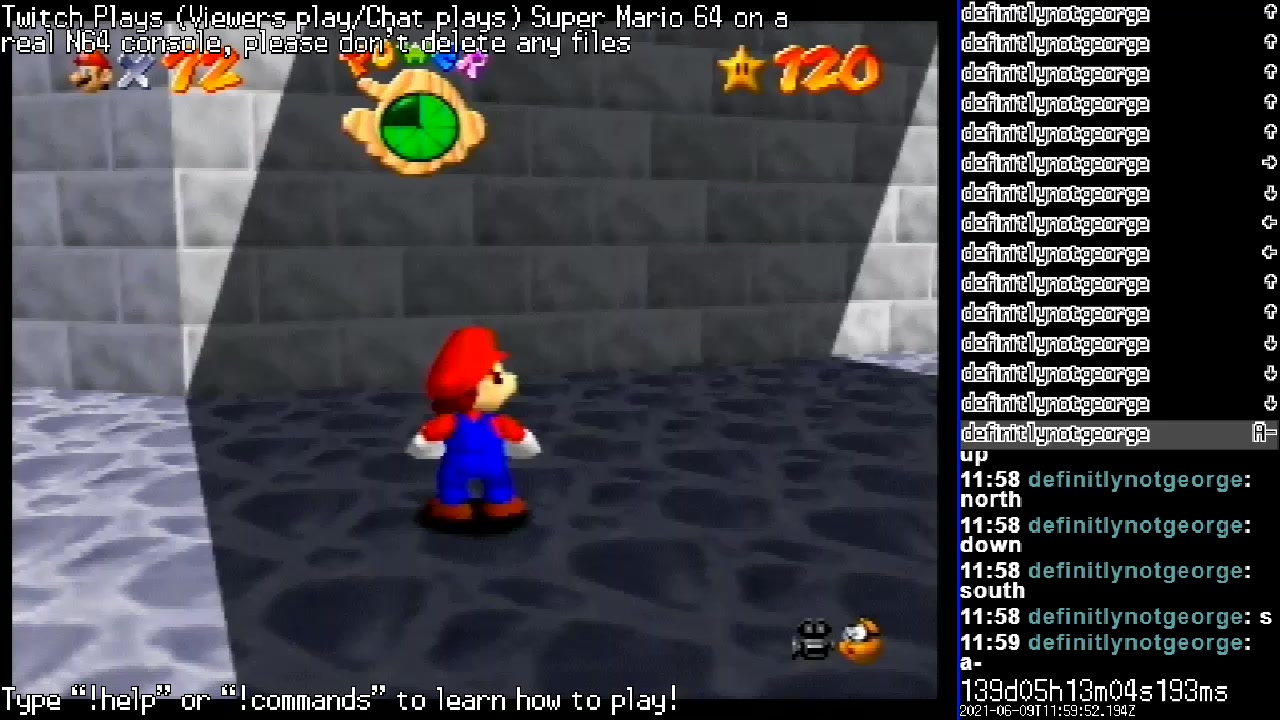 Twitch Plays (Viewers play/Chat plays) Super Mario 64 on a
real N64 console, please don't delete any files
POWER
×72
120
definitlynotgeorge ↑
definitlynotgeorge ↑
definitlynotgeorge ↑
definitlynotgeorge ↑
definitlynotgeorge ↑
definitlynotgeorge →
definitlynotgeorge ↓
definitlynotgeorge ←
definitlynotgeorge ←
definitlynotgeorge ↑
definitlynotgeorge ↑
definitlynotgeorge ↓
definitlynotgeorge ↓
definitlynotgeorge ↓
definitlynotgeorge A-
up
11:58 definitlynotgeorge:
north
11:58 definitlynotgeorge:
down
11:58 definitlynotgeorge:
south
11:58 definitlynotgeorge: s
11:59 definitlynotgeorge:
a-
139d05h13m04s193ms
2021-06-09T11:59:52.194Z
Type “!help” or “!commands” to learn how to play!